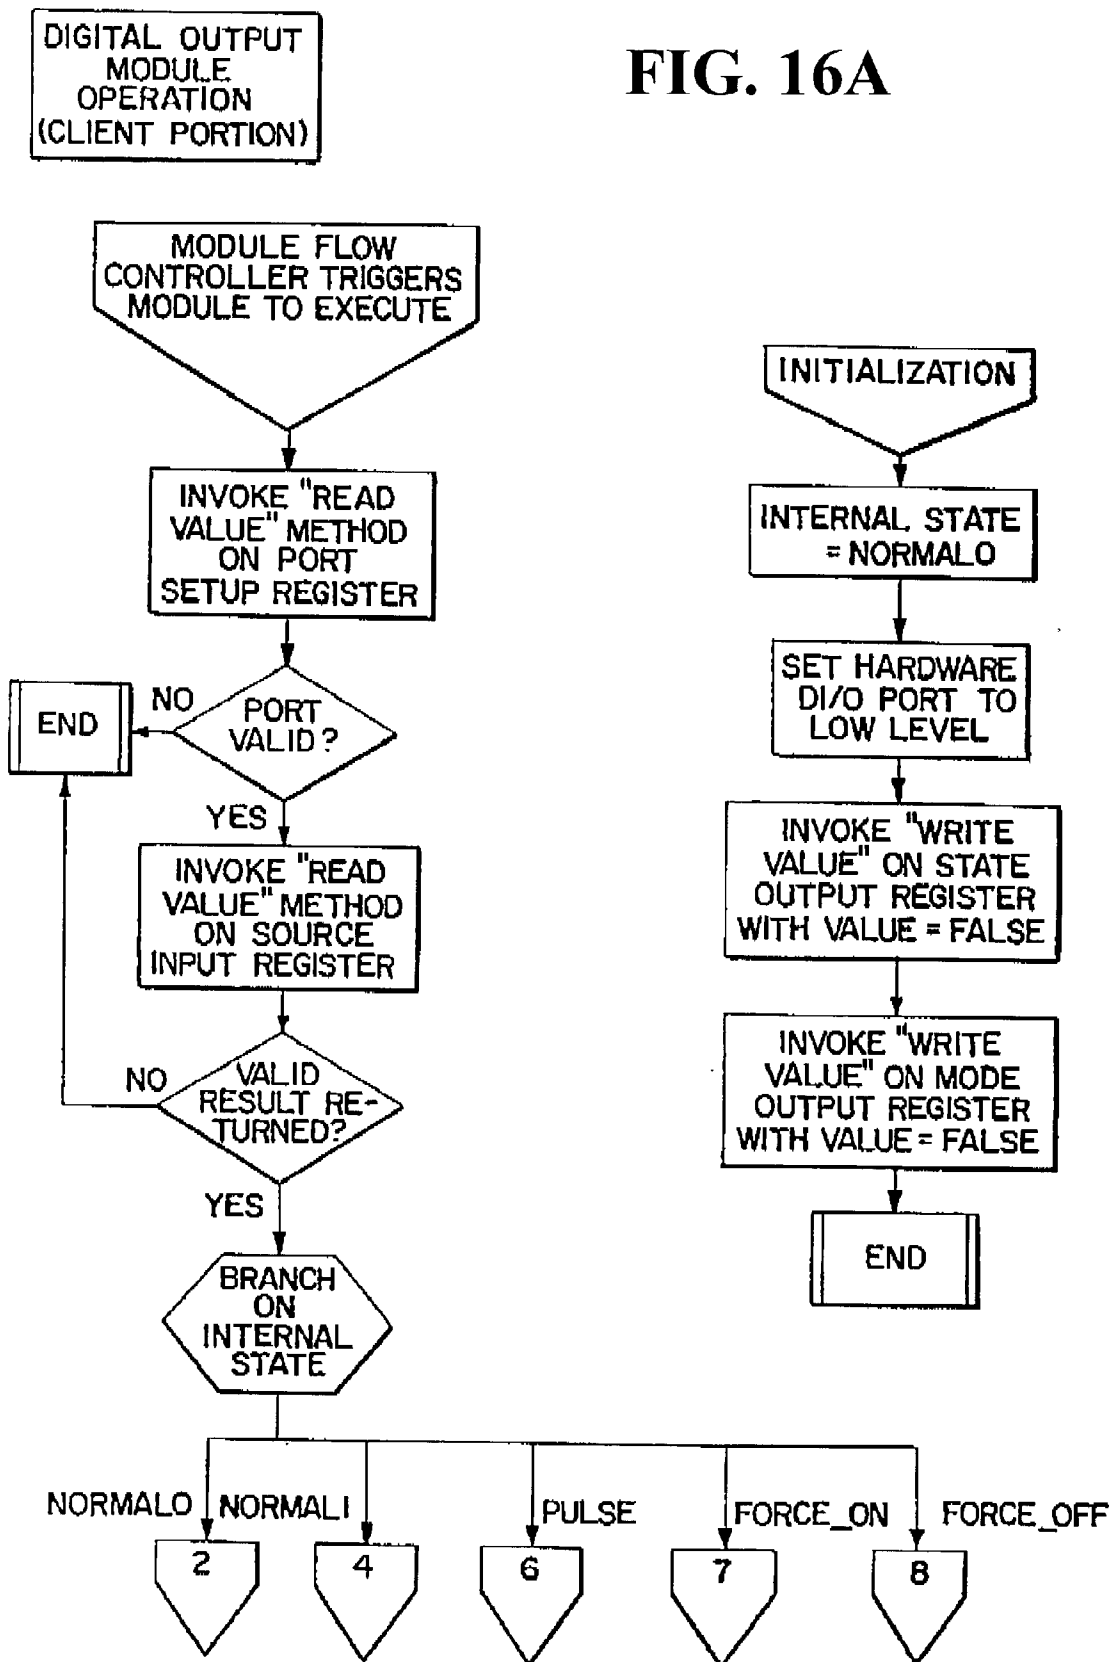 DIGITAL OUTPUT
MODULE
OPERATION
(CLIENT PORTION)
FIG. 16A
MODULE FLOW
CONTROLLER TRIGGERS
MODULE TO EXECUTE
INVOKE "READ
VALUE" METHOD
ON PORT
SETUP REGISTER
PORT
VALID?
NO
END
YES
INVOKE "READ
VALUE" METHOD
ON SOURCE
INPUT REGISTER
VALID
RESULT RE-
TURNED?
NO
YES
BRANCH
ON
INTERNAL
STATE
NORMALO
NORMALI
PULSE
FORCE_ON
FORCE_OFF
2
4
6
7
8
INITIALIZATION
INTERNAL STATE
=NORMALO
SET HARDWARE
DI/O PORT TO
LOW LEVEL
INVOKE "WRITE
VALUE" ON STATE
OUTPUT REGISTER
WITH VALUE = FALSE
INVOKE "WRITE
VALUE" ON MODE
OUTPUT REGISTER
WITH VALUE = FALSE
END